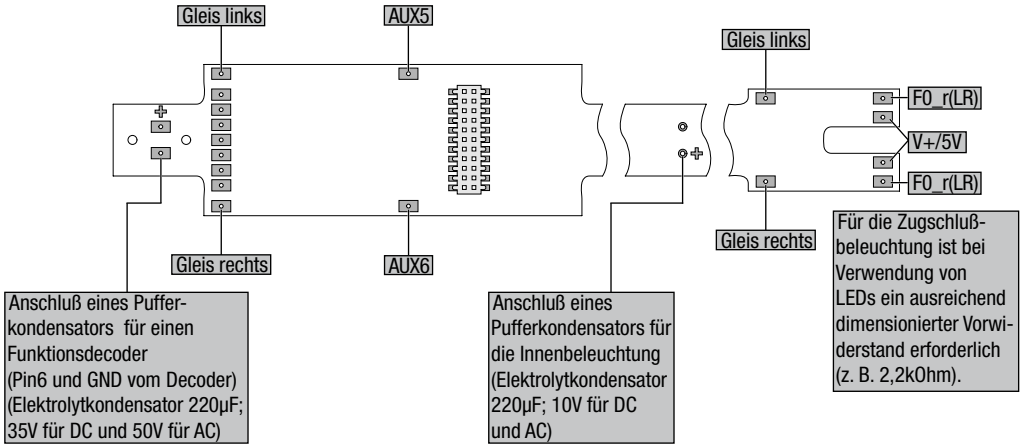 Gleis links
AUX5
Gleis links
F0_r(LR)
V+/5V
F0_r(LR)
Gleis rechts
AUX6
Gleis rechts
Anschluß eines Puffer-
kondensators für einen
Funktionsdecoder
(Pin6 und GND vom Decoder)
(Elektrolytkondensator 220µF;
35V für DC und 50V für AC)
Anschluß eines
Pufferkondensators für
die Innenbeleuchtung
(Elektrolytkondensator
220µF; 10V für DC
und AC)
Für die Zugschluß-
beleuchtung ist bei
Verwendung von
LEDs ein ausreichend
dimensionierter Vorwi-
derstand erforderlich
(z. B. 2,2kOhm).